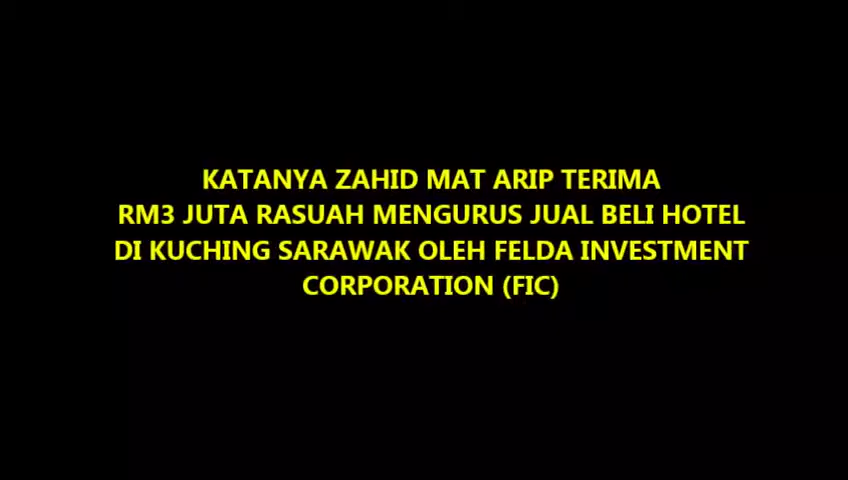 KATANYA ZAHID MAT ARIP TERIMA
RM3 JUTA RASUAH MENGURUS JUAL BELI HOTEL
DI KUCHING SARAWAK OLEH FELDA INVESTMENT
CORPORATION (FIC)